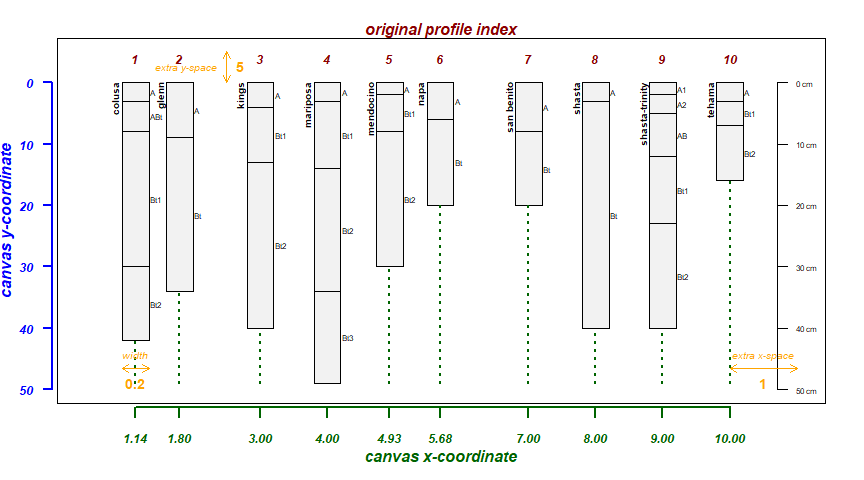 original profile index
1 2 3 4 5 6 7 8 9 10
extra y-space 5
canvas y-coordinate
0
10
20
30
40
50
colusa
A
ABt
Bt1
Bt2
glenn
A
Bt
kings
A
Bt1
Bt2
mariposa
A
Bt1
Bt2
Bt3
mendocino
A
Bt1
Bt2
napa
A
Bt
san benito
A
Bt
shasta
A
Bt
shasta-trinity
A1
A2
AB
Bt1
Bt2
tehama
A
Bt1
Bt2
0 cm
10 cm
20 cm
30 cm
40 cm
50 cm
width
0.2
extra x-space
1
1.14 1.80 3.00 4.00 4.93 5.68 7.00 8.00 9.00 10.00
canvas x-coordinate